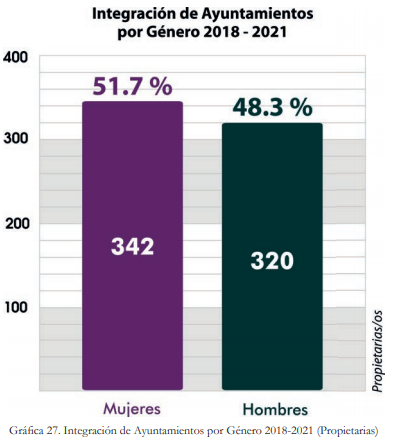 Integración de Ayuntamientos
por Género 2018 - 2021
400
300
200
100
51.7 %
48.3 %
342
320
Mujeres
Hombres
Propietarias/os
Gráfica 27. Integración de Ayuntamientos por Género 2018-2021 (Propietarias)